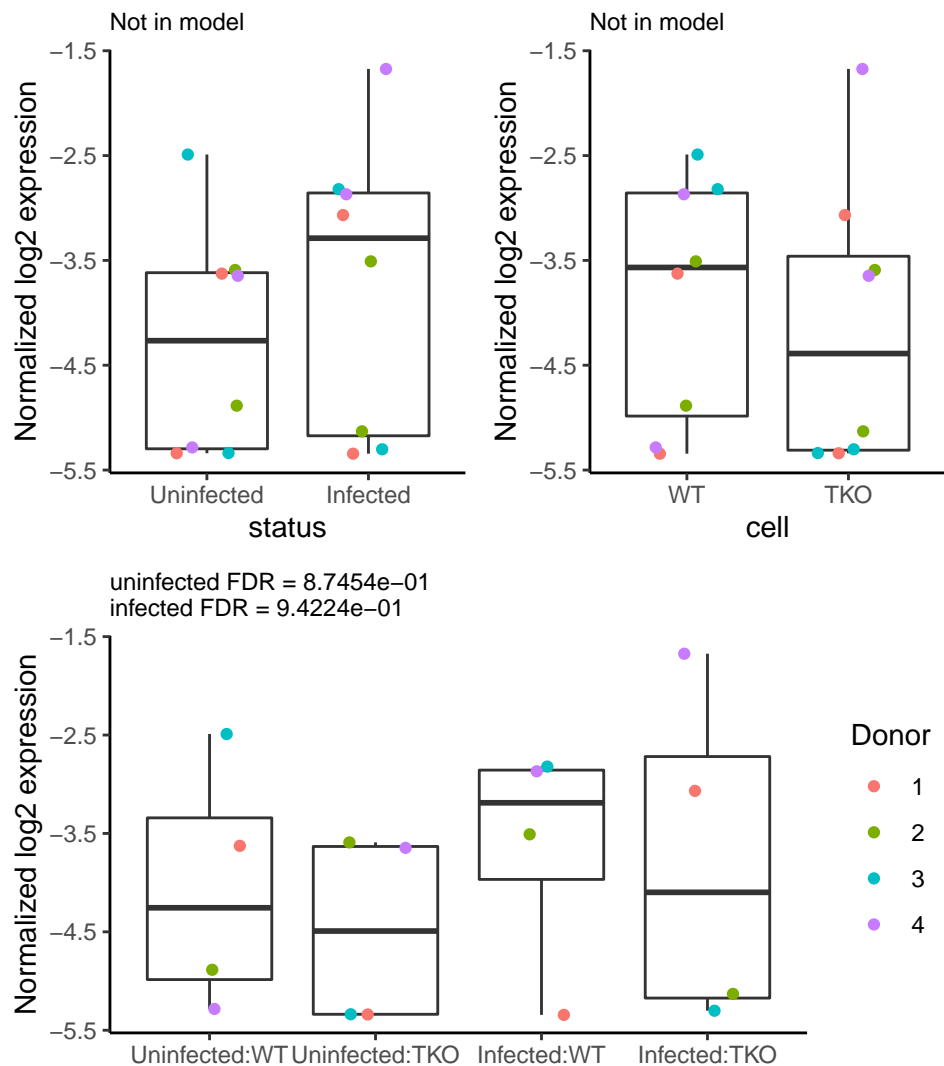 Not in model
Normalized log2 expression
−1.5
−2.5
−3.5
−4.5
−5.5
Uninfected
Infected
status
Not in model
Normalized log2 expression
−1.5
−2.5
−3.5
−4.5
−5.5
WT
TKO
cell
uninfected FDR = 8.7454e−01
infected FDR = 9.4224e−01
Normalized log2 expression
−1.5
−2.5
−3.5
−4.5
−5.5
Uninfected:WT
Uninfected:TKO
Infected:WT
Infected:TKO
Donor
1
2
3
4